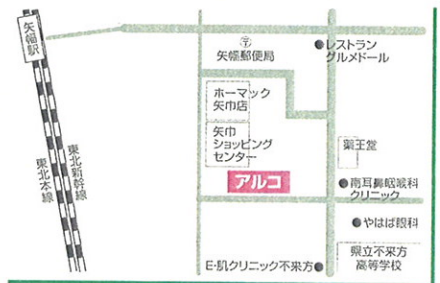 矢幅駅
東北新幹線
東北本線
〒
矢幅郵便局
レストラン
グルメドール
ホーマック
矢巾店
矢巾
ショッピング
センター
アルコ
薬王堂
南耳鼻咽喉科
クリニック
やはば眼科
E・肌クリニック不来方
県立不来方
高等学校